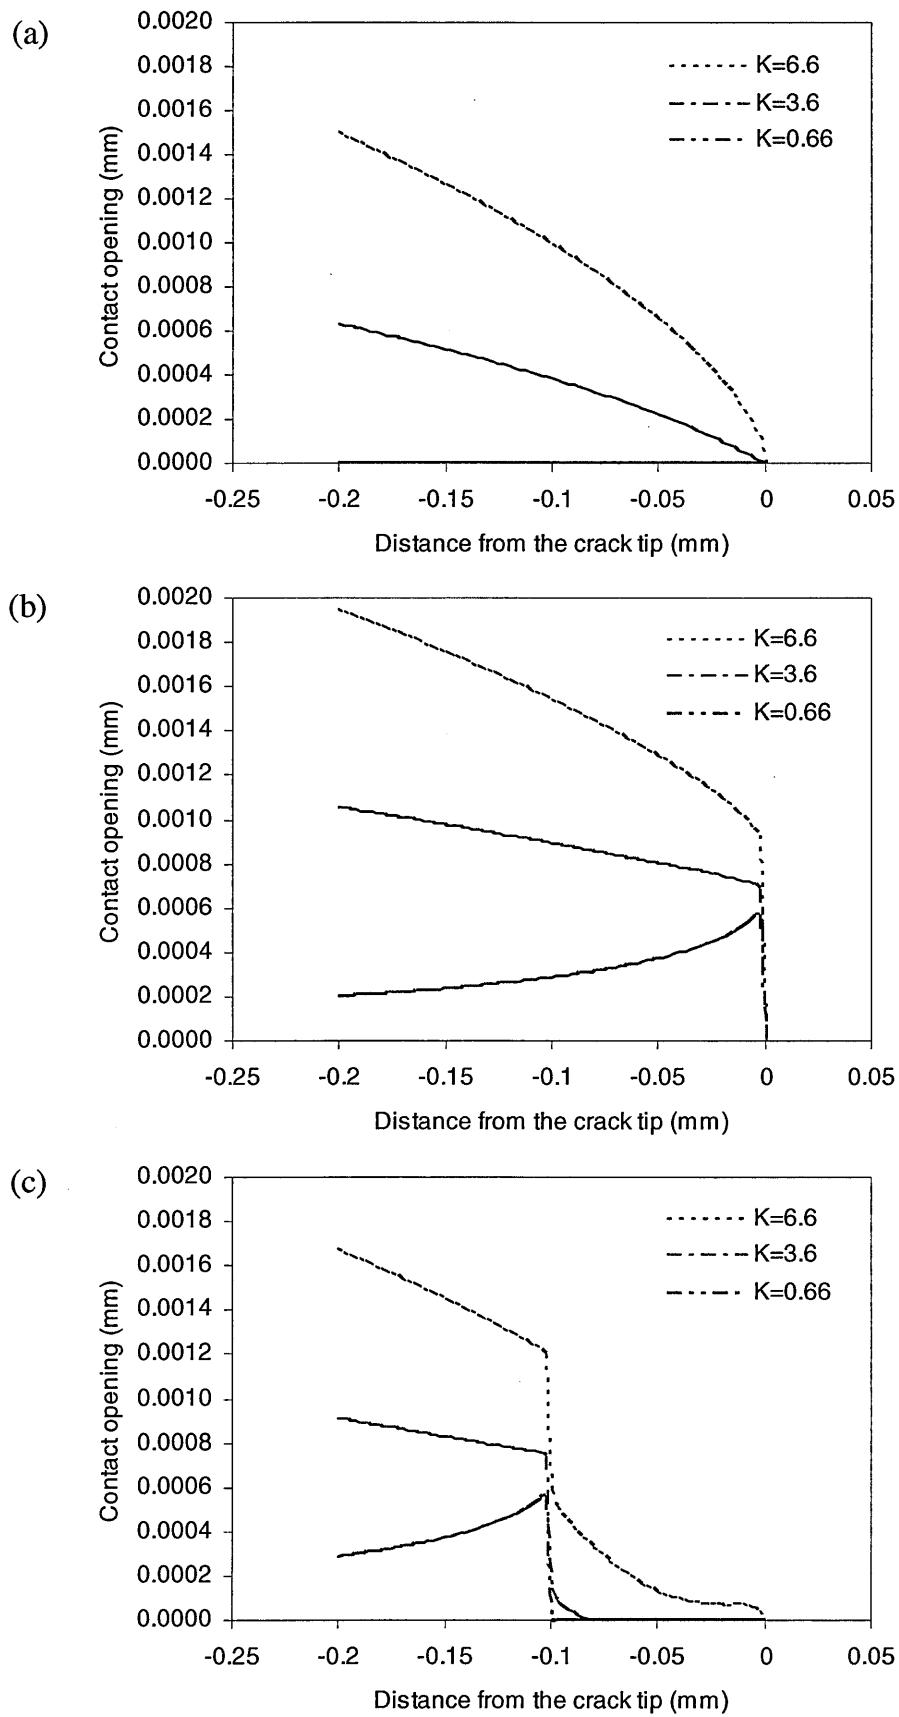 (a)
0.0020
0.0018
0.0016
0.0014
0.0012
0.0010
0.0008
0.0006
0.0004
0.0002
0.0000
Contact opening (mm)
K=6.6
K=3.6
K=0.66
-0.25 -0.2 -0.15 -0.1 -0.05 0 0.05
Distance from the crack tip (mm)
(b)
0.0020
0.0018
0.0016
0.0014
0.0012
0.0010
0.0008
0.0006
0.0004
0.0002
0.0000
Contact opening (mm)
K=6.6
K=3.6
K=0.66
-0.25 -0.2 -0.15 -0.1 -0.05 0 0.05
Distance from the crack tip (mm)
(c)
0.0020
0.0018
0.0016
0.0014
0.0012
0.0010
0.0008
0.0006
0.0004
0.0002
0.0000
Contact opening (mm)
K=6.6
K=3.6
K=0.66
-0.25 -0.2 -0.15 -0.1 -0.05 0 0.05
Distance from the crack tip (mm)